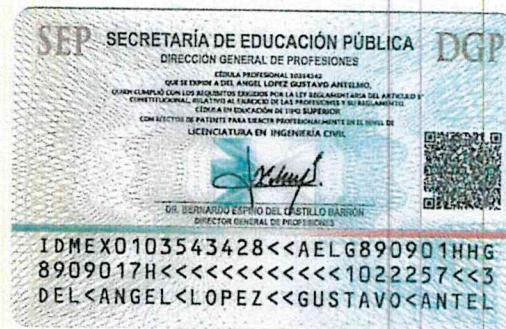 SEP SECRETARÍA DE EDUCACIÓN PÚBLICA DGP
DIRECCIÓN GENERAL DE PROFESIONES
CÉDULA PROFESIONAL 10354342
QUE SE EXPIDE A DEL ANGEL LOPEZ GUSTAVO ANTELMO,
QUIEN CUMPLIÓ CON LOS REQUISITOS EXIGIDOS POR LA LEY REGLAMENTARIA DEL ARTÍCULO 5°
CONSTITUCIONAL, RELATIVO AL EJERCICIO DE LAS PROFESIONES Y SU REGLAMENTO,
CÉDULA EN EDUCACIÓN DE TIPO SUPERIOR
CON EFECTOS DE PATENTE PARA EJERCER PROFESIONALMENTE EN EL NIVEL DE
LICENCIATURA EN INGENIERÍA CIVIL
DR. BERNARDO ESPINO DEL CASTILLO BARRÓN
DIRECTOR GENERAL DE PROFESIONES
IDMEX0103543428<<AELG890901HHG
8909017H<<<<<<<<<<<1022257<<3
DEL<ANGEL<LOPEZ<<GUSTAVO<ANTEL